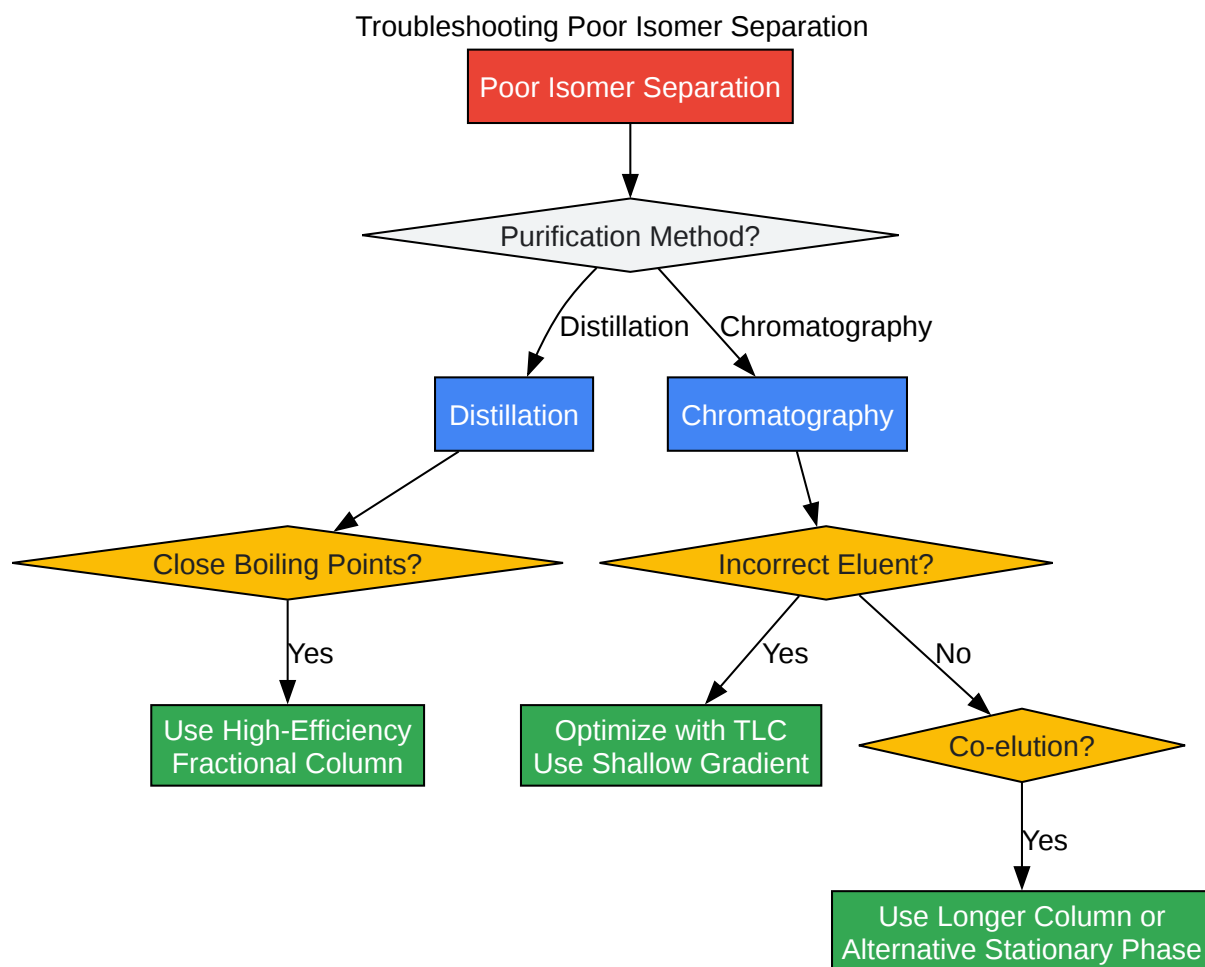 Troubleshooting Poor Isomer Separation
Poor Isomer Separation
Purification Method?
Distillation
Chromatography
Distillation
Chromatography
Close Boiling Points?
Incorrect Eluent?
Yes
Yes
No
Use High-Efficiency
Fractional Column
Optimize with TLC
Use Shallow Gradient
Co-elution?
Yes
Use Longer Column or
Alternative Stationary Phase